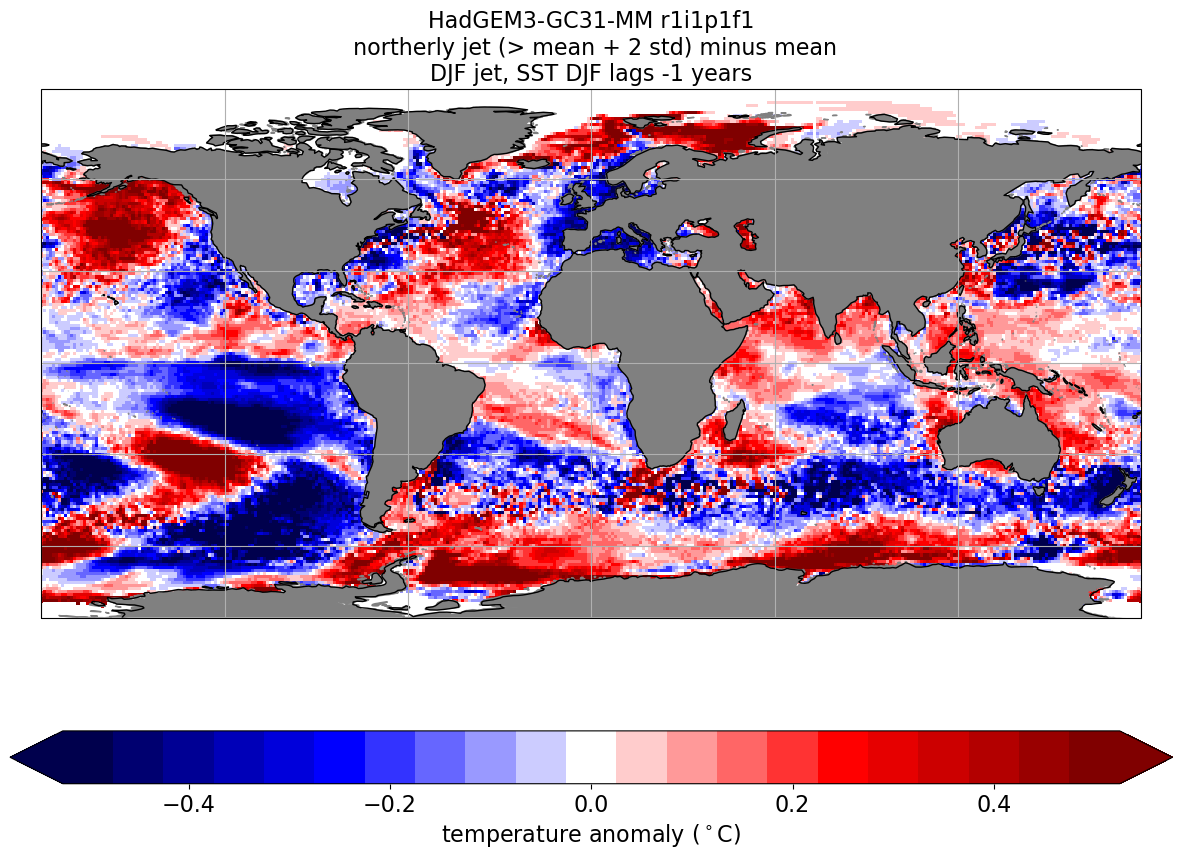 HadGEM3-GC31-MM r1i1p1f1
northerly jet (> mean + 2 std) minus mean
DJF jet, SST DJF lags -1 years
−0.4 −0.2 0.0 0.2 0.4
temperature anomaly (°C)